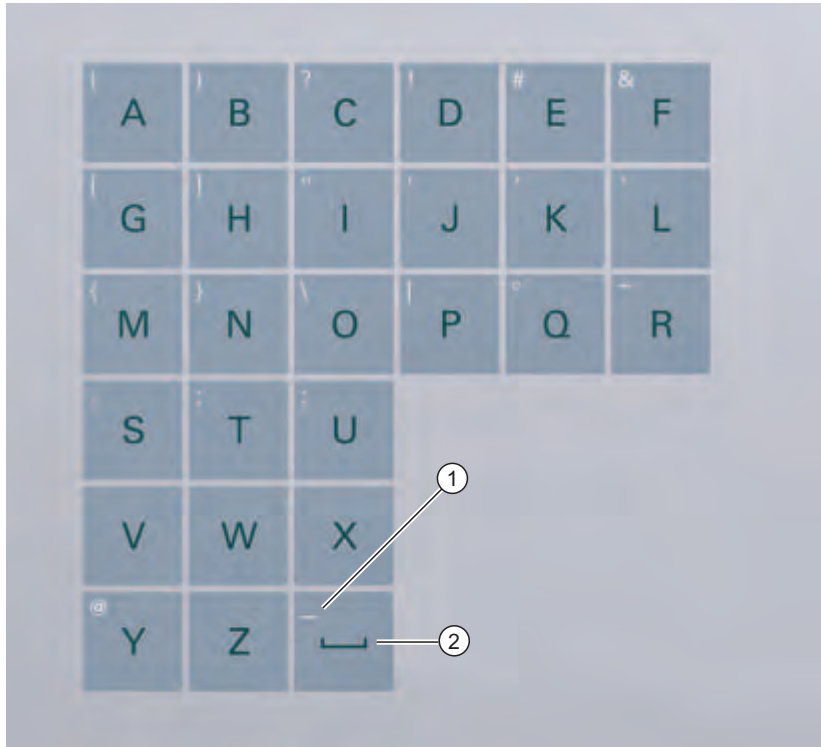 ( A ) B ? C ! D # E & F
[ G ] H " I ' J K L
{ M } N \ O | P ° Q ~ R
S : T U
V W X
1
@ Y Z _
2